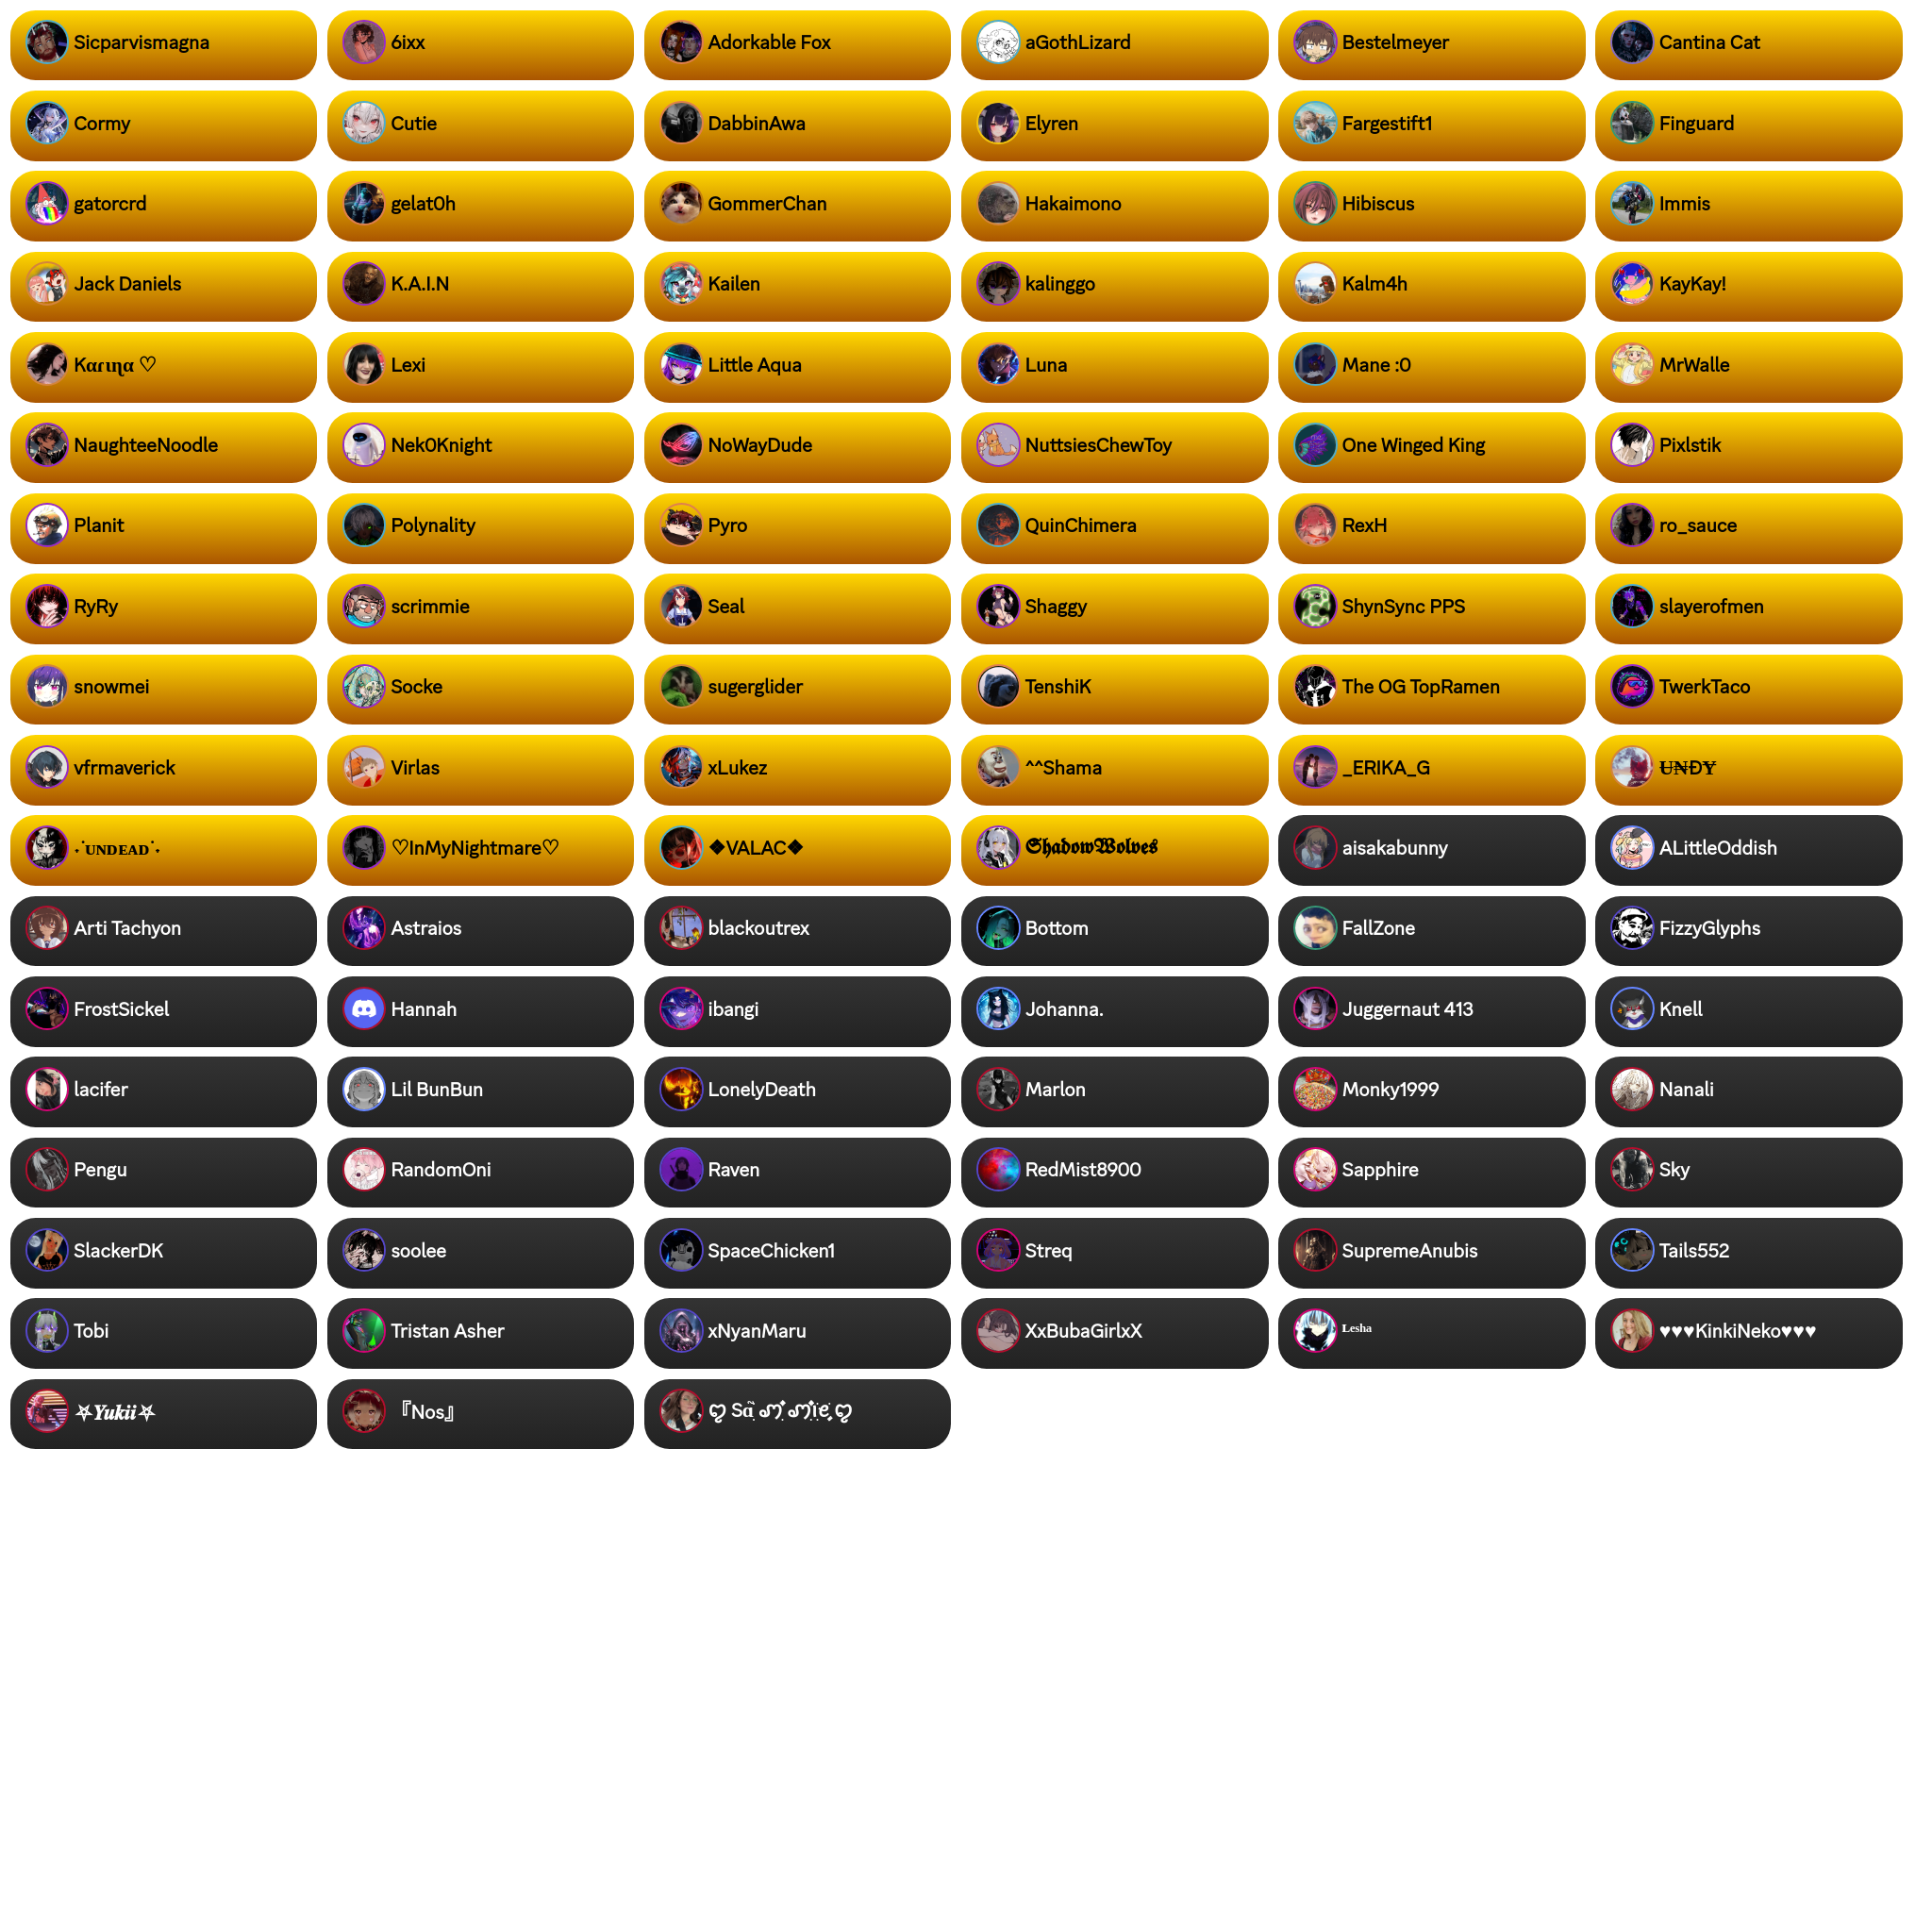 Sicparvismagna
6ixx
Adorkable Fox
aGothLizard
Bestelmeyer
Cantina Cat
Cormy
Cutie
DabbinAwa
Elyren
Fargestift1
Finguard
gatorcrd
gelat0h
GommerChan
Hakaimono
Hibiscus
Immis
Jack Daniels
K.A.I.N
Kailen
kalinggo
Kalm4h
KayKay!
Kαɾιɳα ♡
Lexi
Little Aqua
Luna
Mane :0
MrWalle
NaughteeNoodle
Nek0Knight
NoWayDude
NuttsiesChewToy
One Winged King
Pixlstik
Planit
Polynality
Pyro
QuinChimera
RexH
ro_sauce
RyRy
scrimmie
Seal
Shaggy
ShynSync PPS
slayerofmen
snowmei
Socke
sugerglider
TenshiK
The OG TopRamen
TwerkTaco
vfrmaverick
Virlas
xLukez
^^Shama
_ERIKA_G
U̶N̶D̶Y̶
˖˙ᴜɴᴅᴇᴀᴅ˙˖
♡InMyNightmare♡
❖VALAC❖
𝕾𝖍𝖆𝖉𝖔𝖜𝖂𝖔𝖑𝖛𝖊𝖘
aisakabunny
ALittleOddish
Arti Tachyon
Astraios
blackoutrex
Bottom
FallZone
FizzyGlyphs
FrostSickel
Hannah
ibangi
Johanna.
Juggernaut 413
Knell
lacifer
Lil BunBun
LonelyDeath
Marlon
Monky1999
Nanali
Pengu
RandomOni
Raven
RedMist8900
Sapphire
Sky
SlackerDK
soolee
SpaceChicken1
Streq
SupremeAnubis
Tails552
Tobi
Tristan Asher
xNyanMaru
XxBubaGirlxX
ᴸᵉˢʰᵃ
♥♥♥KinkiNeko♥♥♥
⛧𝒀𝒖𝒌𝒊𝒊⛧
『Nos』